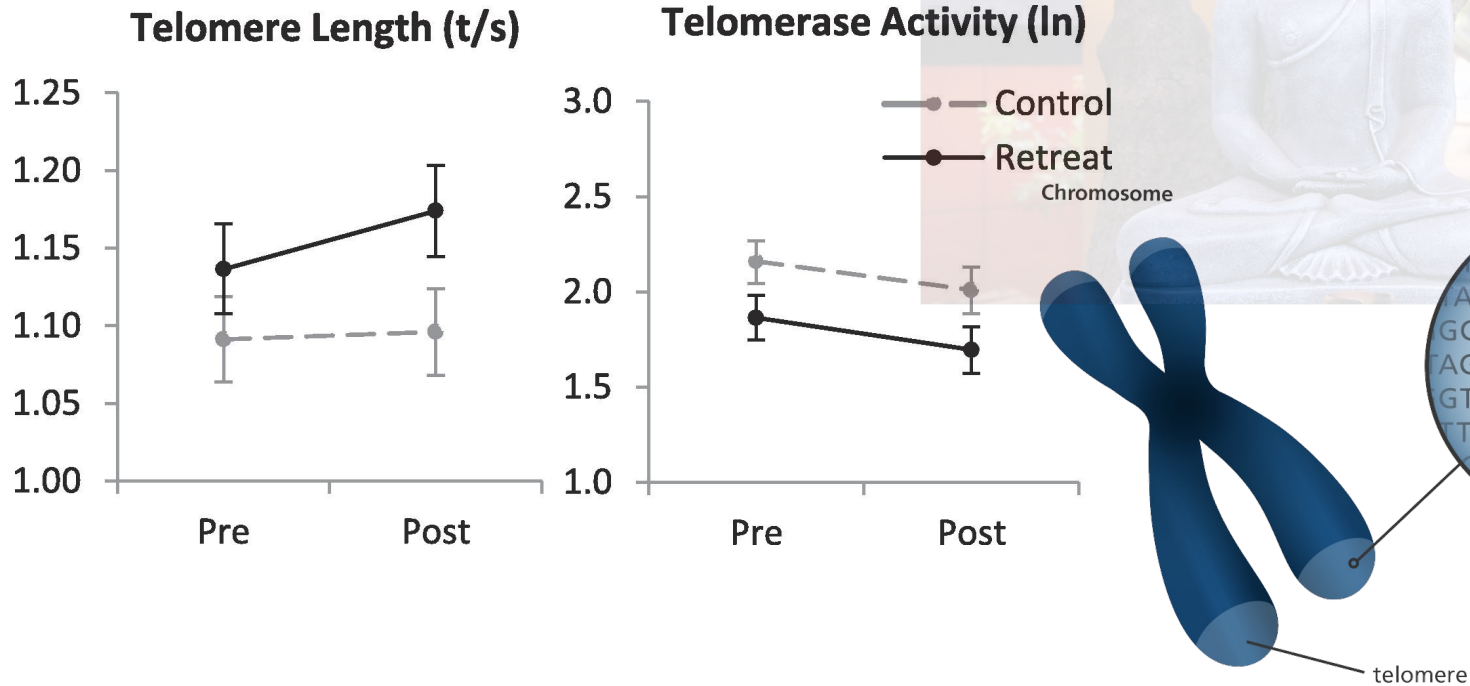 Telomere Length (t/s)
1.25
1.20
1.15
1.10
1.05
1.00
Pre Post
Telomerase Activity (ln)
3.0
2.5
2.0
1.5
1.0
Pre Post
Control
Retreat
Chromosome
telomere